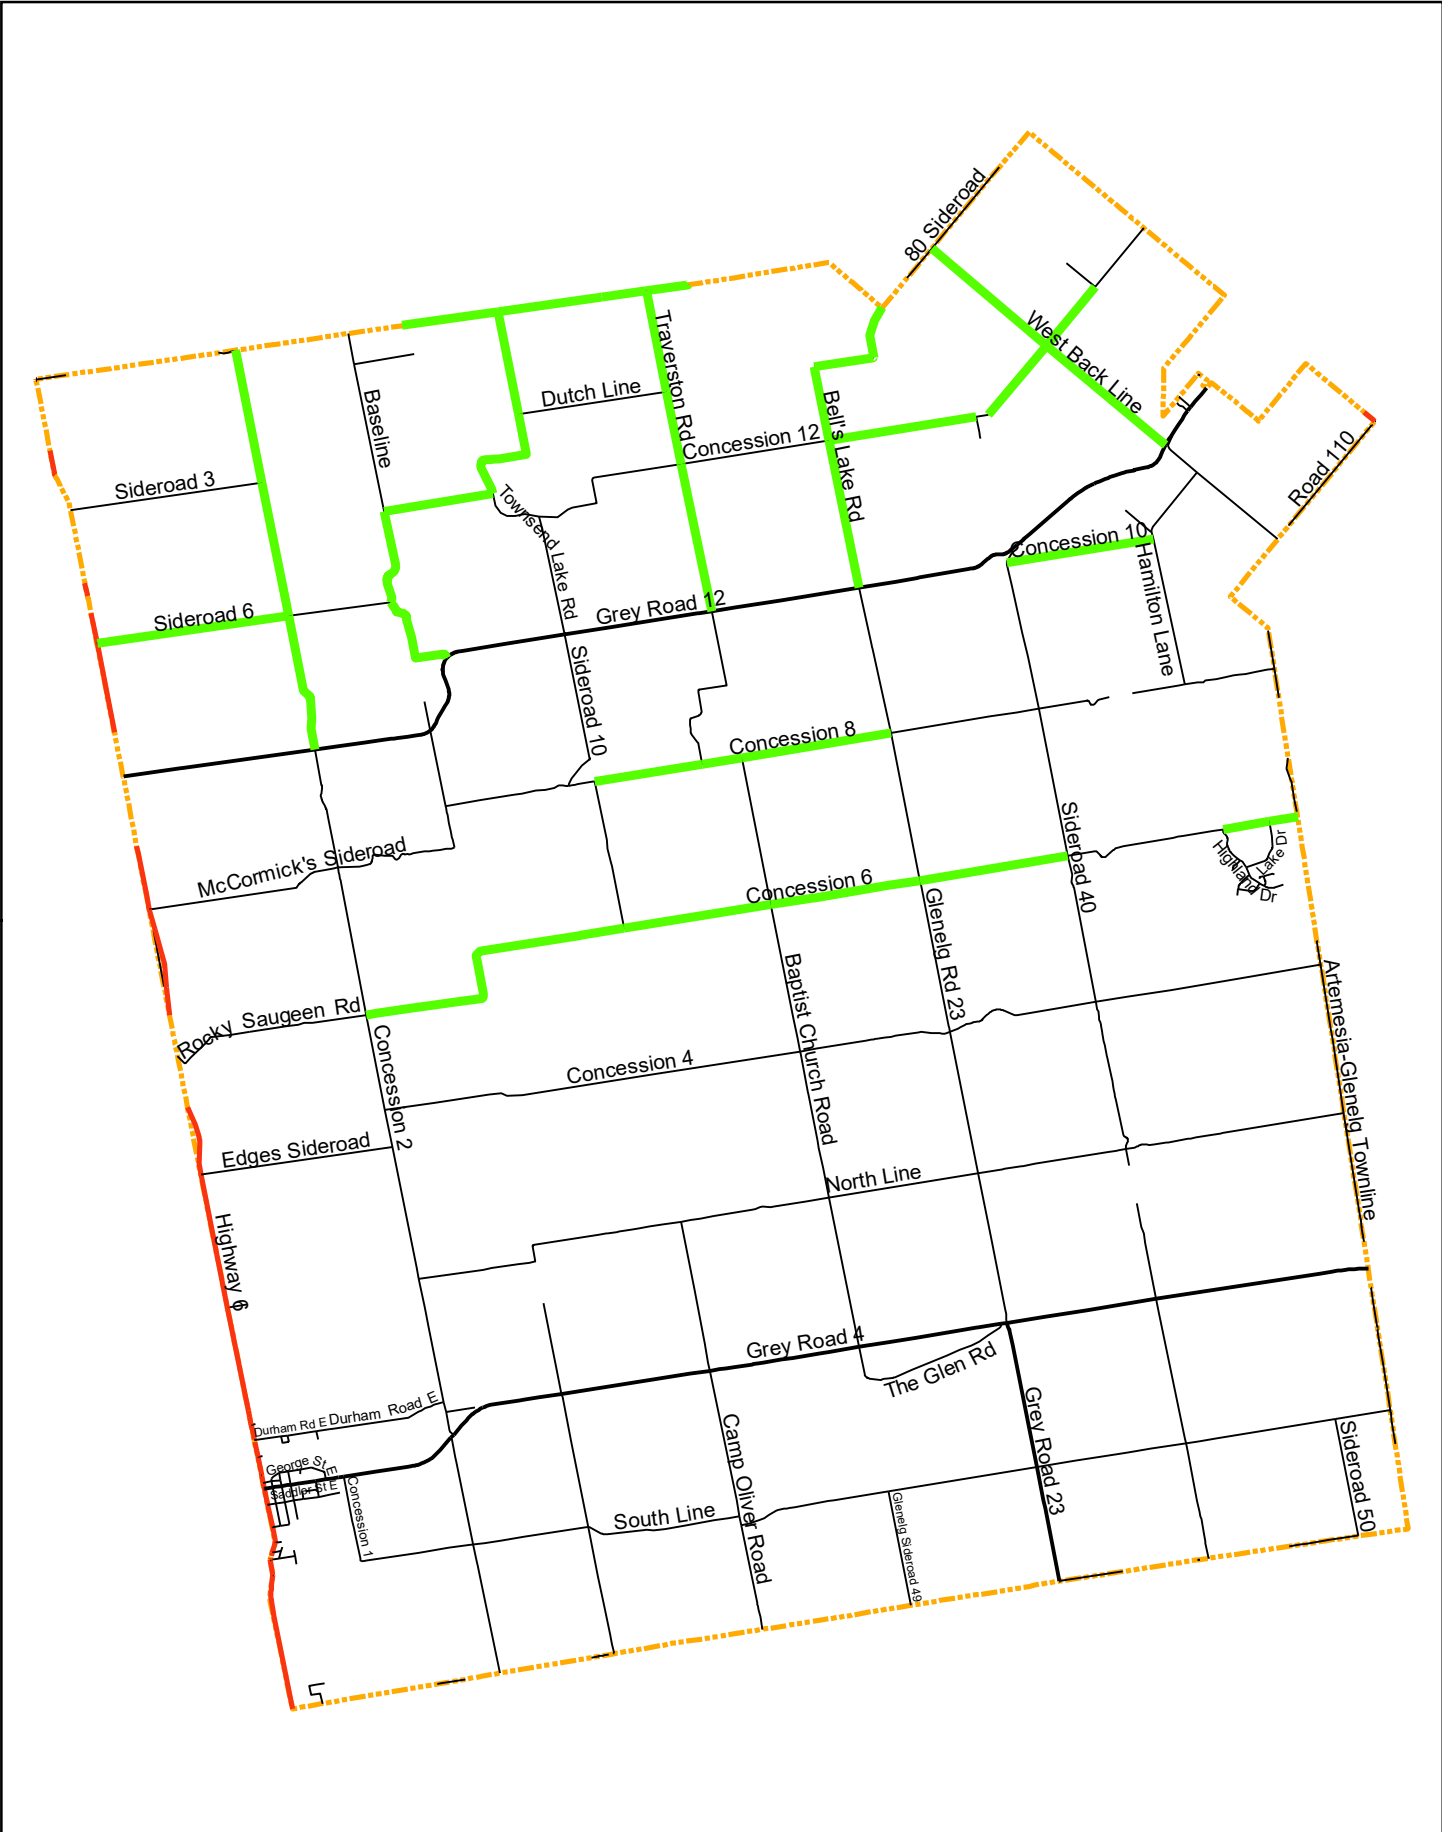 80 Sideroad
West Back Line
Traverston Rd
Dutch Line
Baseline
Bell's Lake Rd
Concession 12
Road 110
Sideroad 3
Townsend Lake Rd
Concession 10
Hamilton Lane
Sideroad 6
Grey Road 12
Sideroad 10
Concession 8
Sideroad 40
McCormick's Sideroad
Highland
Lake Dr
Dr
Concession 6
Glenelg Rd 23
Baptist Church Road
Artemesia-Glenelg Townline
Rocky Saugeen Rd
Concession 2
Concession 4
Edges Sideroad
North Line
Highway 6
6
Grey Road 4
The Glen Rd
Grey Road 23
Durham Rd E
Durham Road E
Camp Oliver Road
Sideroad 50
George St E
Saddler St E
Concession 1
South Line
Glenelg Sideroad 49